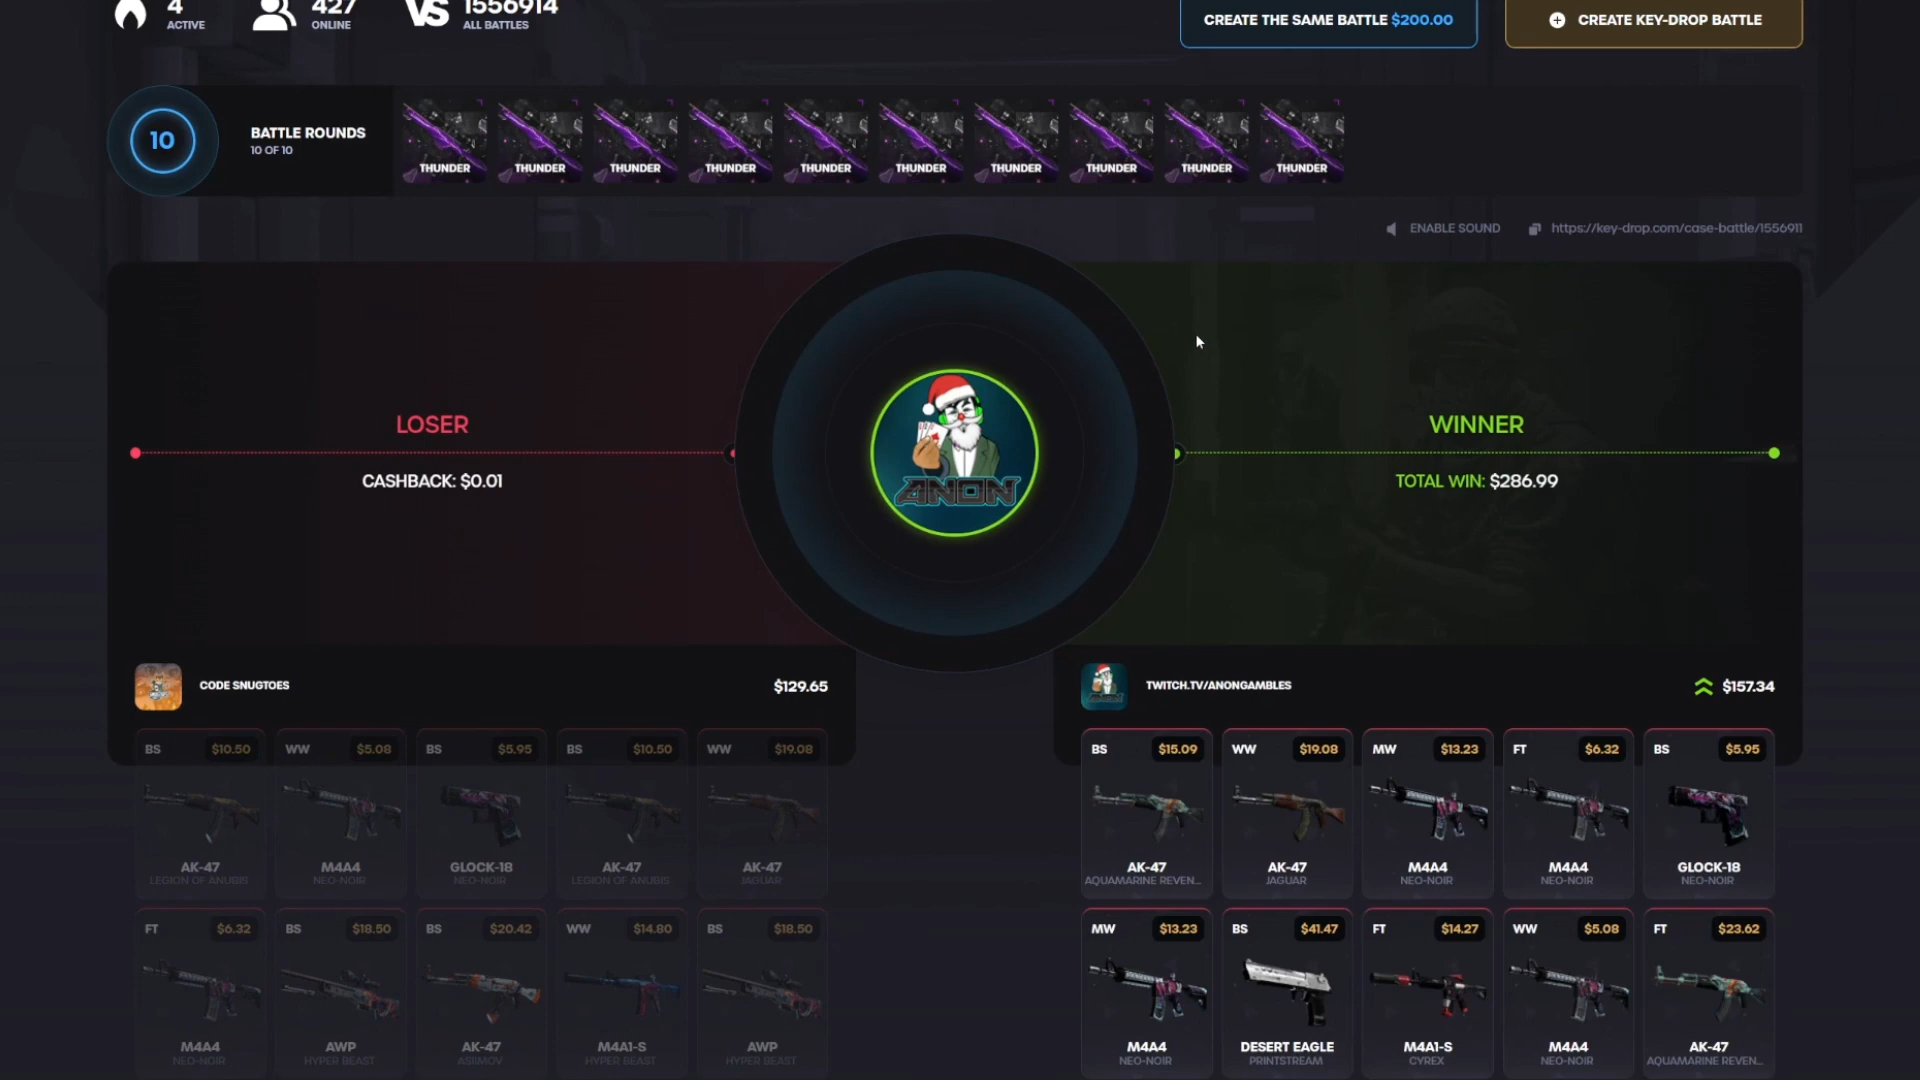 4
ACTIVE
427
ONLINE
VS
1556914
ALL BATTLES
CREATE THE SAME BATTLE $200.00
CREATE KEY-DROP BATTLE
10
BATTLE ROUNDS
10 OF 10
THUNDER
THUNDER
THUNDER
THUNDER
THUNDER
THUNDER
THUNDER
THUNDER
THUNDER
THUNDER
ENABLE SOUND
https://key-drop.com/case-battle/1556911
LOSER
CASHBACK: $0.01
ANON
WINNER
TOTAL WIN: $286.99
CODE SNUGTOES
$129.65
TWITCH.TV/ANONGAMBLES
$157.34
BS $10.50
AK-47
LEGION OF ANUBIS
WW $5.08
M4A4
NEO-NOIR
BS $5.95
GLOCK-18
NEO-NOIR
BS $10.50
AK-47
LEGION OF ANUBIS
WW $19.08
AK-47
JAGUAR
FT $6.32
M4A4
NEO-NOIR
BS $18.50
AWP
HYPER BEAST
BS $20.42
AK-47
ASIIMOV
WW $14.80
M4A1-S
HYPER BEAST
BS $18.50
AWP
HYPER BEAST
BS $15.09
AK-47
AQUAMARINE REVEN...
WW $19.08
AK-47
JAGUAR
MW $13.23
M4A4
NEO-NOIR
FT $6.32
M4A4
NEO-NOIR
BS $5.95
GLOCK-18
NEO-NOIR
MW $13.23
M4A4
NEO-NOIR
BS $41.47
DESERT EAGLE
PRINTSTREAM
FT $14.27
M4A1-S
CYREX
WW $5.08
M4A4
NEO-NOIR
FT $23.62
AK-47
AQUAMARINE REVEN...